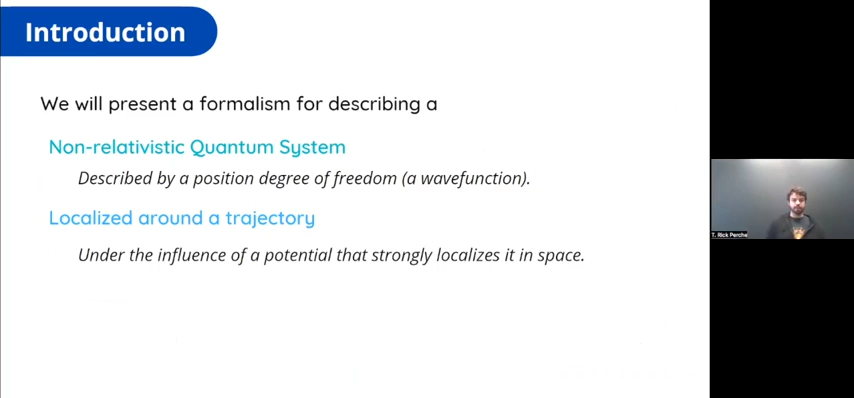 Introduction
We will present a formalism for describing a
Non-relativistic Quantum System
Described by a position degree of freedom (a wavefunction).
Localized around a trajectory
Under the influence of a potential that strongly localizes it in space.
T. Rick Perche